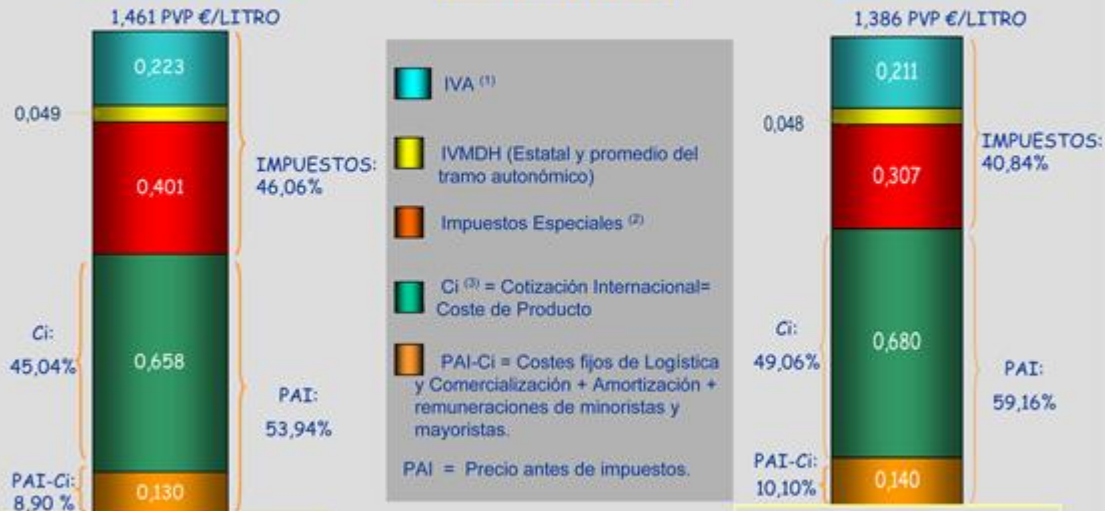 1,461 PVP €/LITRO
0,223
0,049
0,401
IMPUESTOS:
46,06%
0,658
Ci:
45,04%
PAI:
53,94%
PAI-Ci:
8,90 %
0,130
IVA (1)
IVMDH (Estatal y promedio del
tramo autonómico)
Impuestos Especiales (2)
Ci (3) = Cotización Internacional=
Coste de Producto
PAI-Ci = Costes fijos de Logística
y Comercialización + Amortización +
remuneraciones de minoristas y
mayoristas.
PAI = Precio antes de impuestos.
1,386 PVP €/LITRO
0,211
0,048
0,307
IMPUESTOS:
40,84%
Ci:
49,06%
0,680
PAI:
59,16%
PAI-Ci:
10,10%
0,140